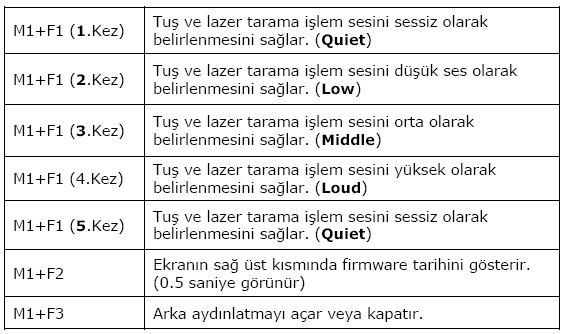 M1+F1 (1.Kez)
Tuş ve lazer tarama işlem sesini sessiz olarak
belirlenmesini sağlar. (Quiet)
M1+F1 (2.Kez)
Tuş ve lazer tarama işlem sesini düşük ses olarak
belirlenmesini sağlar. (Low)
M1+F1 (3.Kez)
Tuş ve lazer tarama işlem sesini orta olarak
belirlenmesini sağlar. (Middle)
M1+F1 (4.Kez)
Tuş ve lazer tarama işlem sesini yüksek olarak
belirlenmesini sağlar. (Loud)
M1+F1 (5.Kez)
Tuş ve lazer tarama işlem sesini sessiz olarak
belirlenmesini sağlar. (Quiet)
M1+F2
Ekranın sağ üst kısmında firmware tarihini gösterir.
(0.5 saniye görünür)
M1+F3
Arka aydınlatmayı açar veya kapatır.